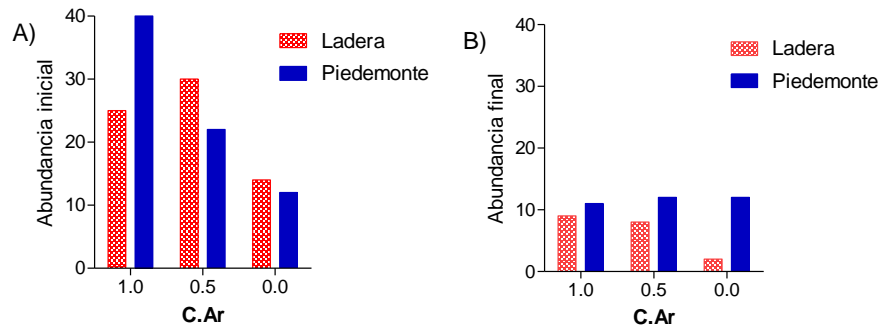 A)
Abundancia inicial
40
30
20
10
0
1.0 0.5 0.0
C.Ar
Ladera
Piedemonte
B)
Abundancia final
40
30
20
10
0
1.0 0.5 0.0
C.Ar
Ladera
Piedemonte